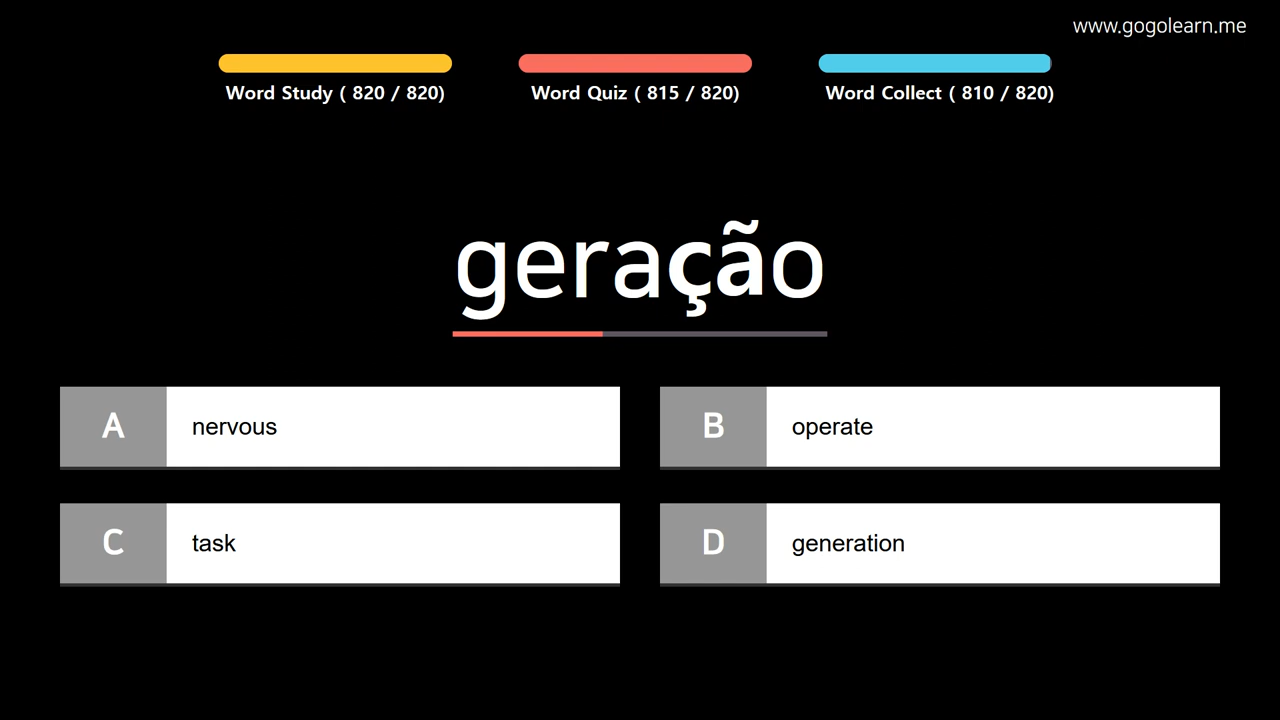 www.gogolearn.me
Word Study ( 820 / 820)
Word Quiz ( 815 / 820)
Word Collect ( 810 / 820)
geração
A nervous
B operate
C task
D generation